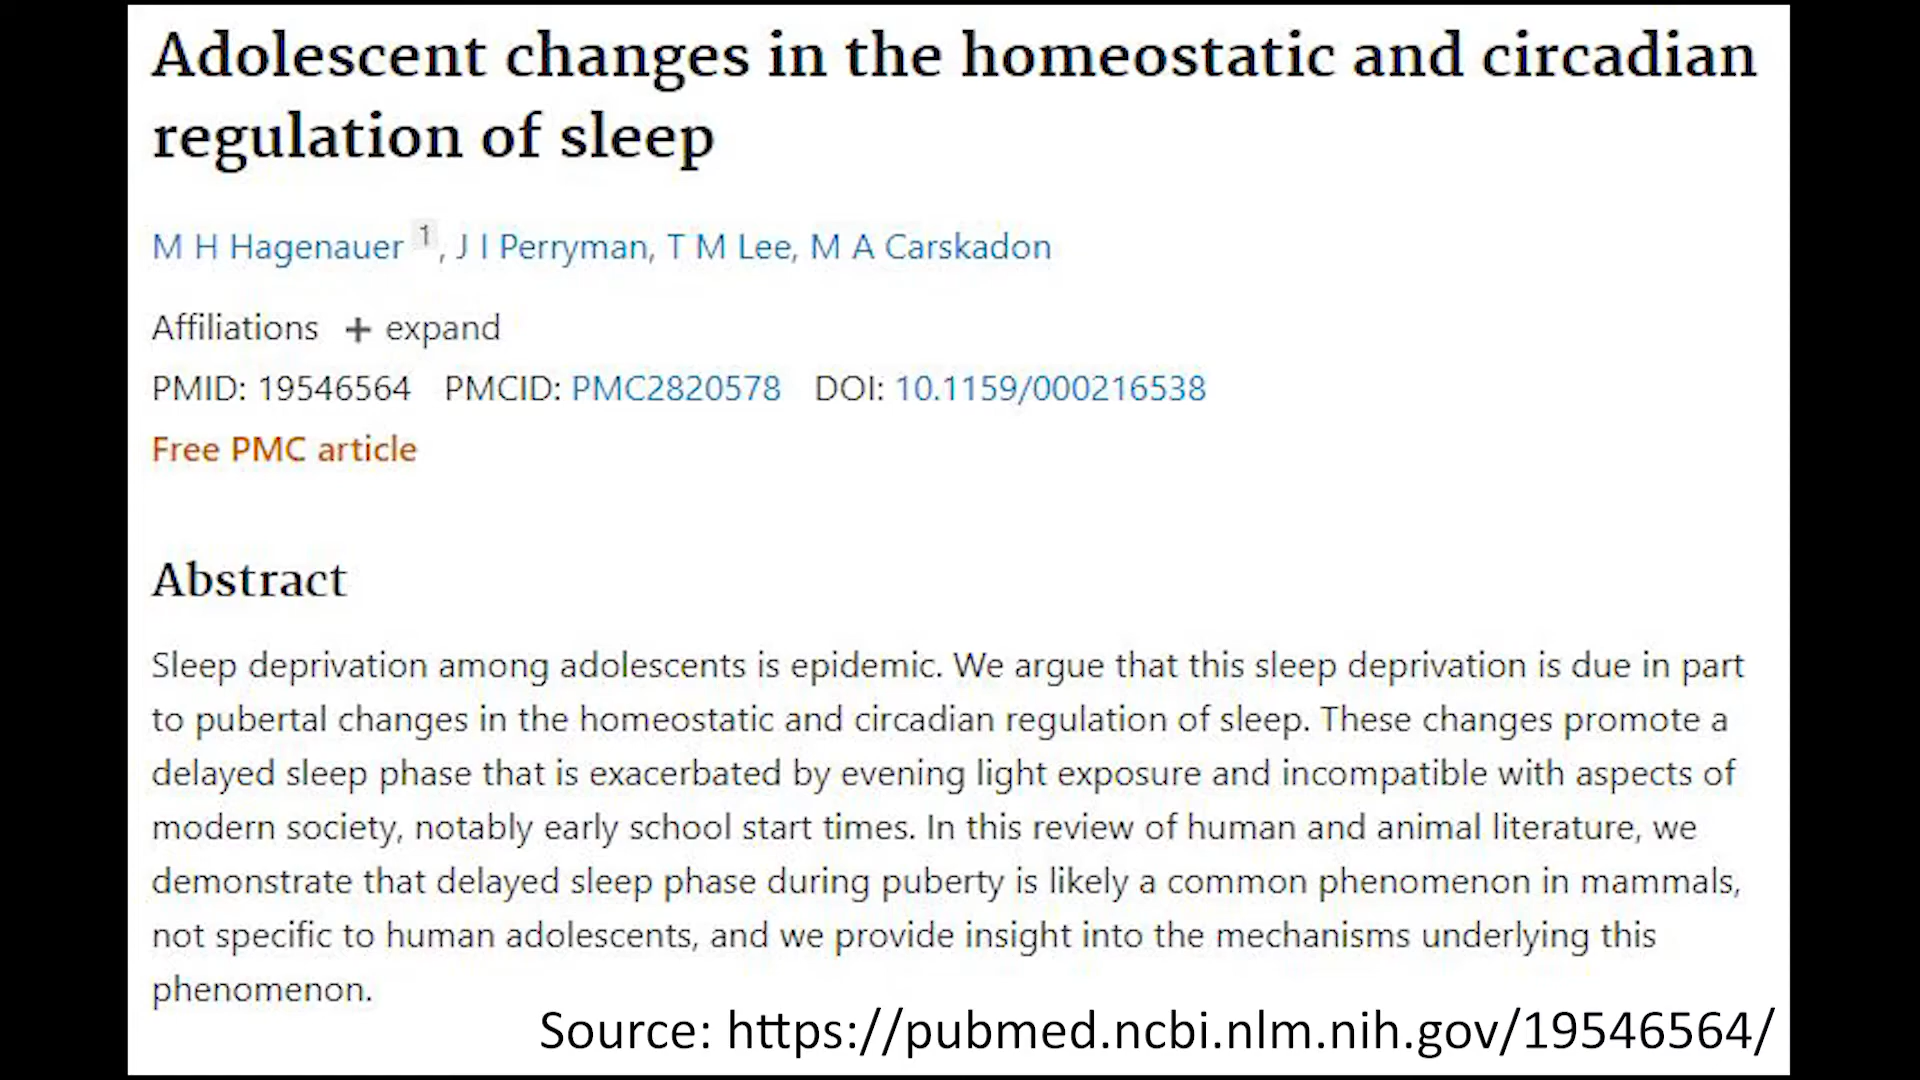 Adolescent changes in the homeostatic and circadian
regulation of sleep
M H Hagenauer 1, J I Perryman, T M Lee, M A Carskadon
Affiliations + expand
PMID: 19546564 PMCID: PMC2820578 DOI: 10.1159/000216538
Free PMC article
Abstract
Sleep deprivation among adolescents is epidemic. We argue that this sleep deprivation is due in part
to pubertal changes in the homeostatic and circadian regulation of sleep. These changes promote a
delayed sleep phase that is exacerbated by evening light exposure and incompatible with aspects of
modern society, notably early school start times. In this review of human and animal literature, we
demonstrate that delayed sleep phase during puberty is likely a common phenomenon in mammals,
not specific to human adolescents, and we provide insight into the mechanisms underlying this
phenomenon.
Source: https://pubmed.ncbi.nlm.nih.gov/19546564/